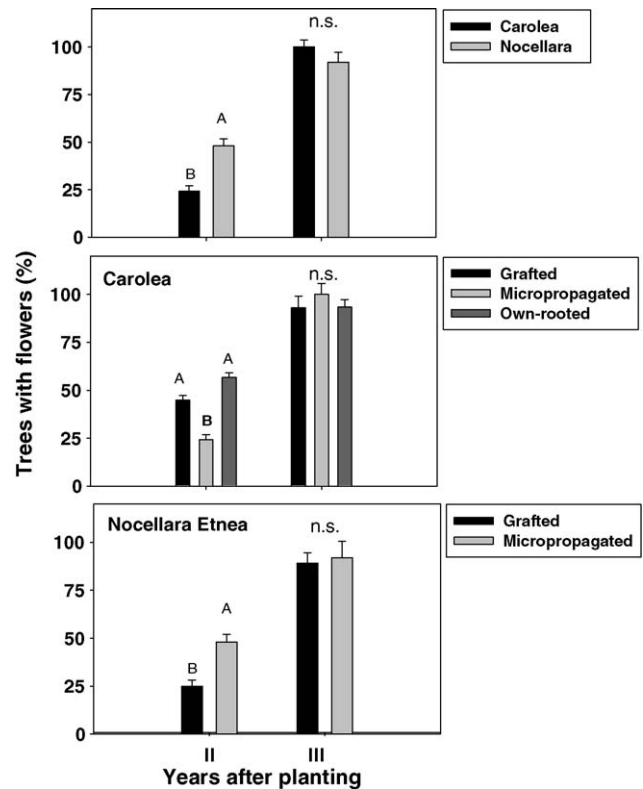 n.s.
Carolea
Nocellara
100
75
50
25
0
A
B
Carolea
n.s.
Grafted
Micropropagated
Own-rooted
100
75
50
25
0
A
A
B
Trees with flowers (%)
Nocellara Etnea
n.s.
Grafted
Micropropagated
100
75
50
25
0
A
B
II
III
Years after planting